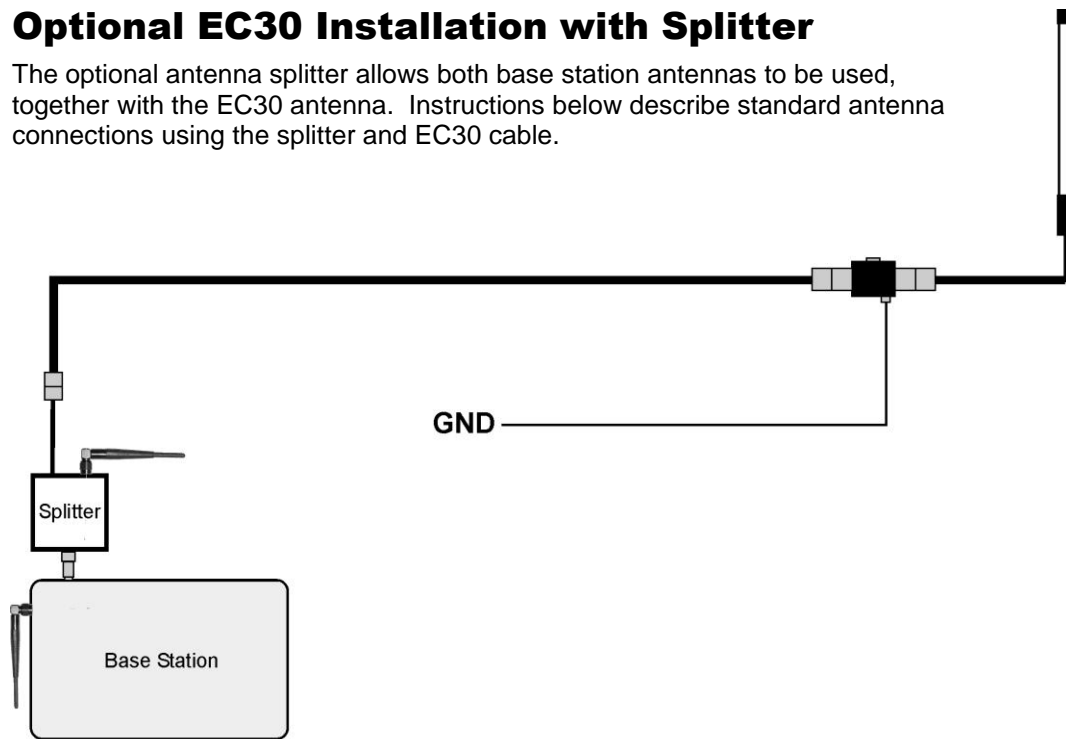 Optional EC30 Installation with Splitter
The optional antenna splitter allows both base station antennas to be used,
together with the EC30 antenna.  Instructions below describe standard antenna
connections using the splitter and EC30 cable.
GND
Splitter
Base Station